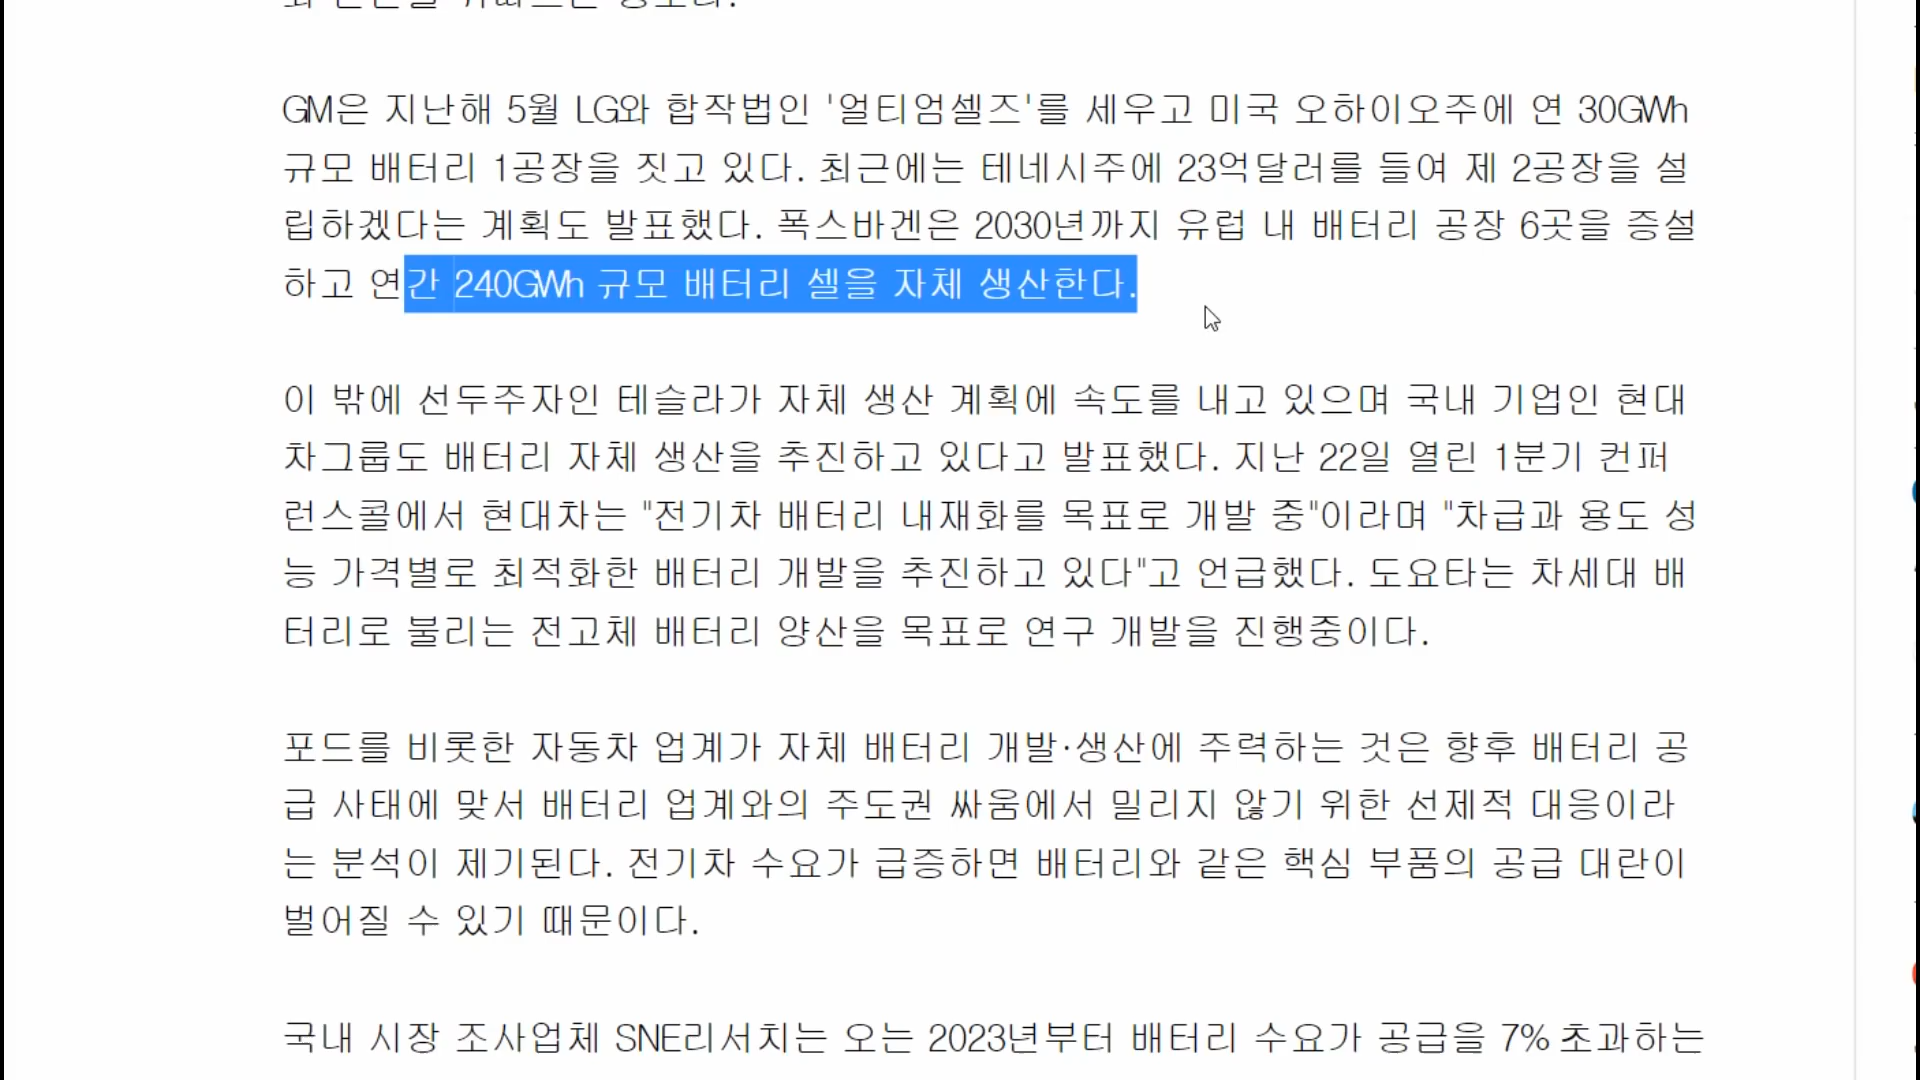 GM은 지난해 5월 LG와 합작법인 '얼티엄셀즈'를 세우고 미국 오하이오주에 연 30GWh
규모 배터리 1공장을 짓고 있다. 최근에는 테네시주에 23억달러를 들여 제 2공장을 설
립하겠다는 계획도 발표했다. 폭스바겐은 2030년까지 유럽 내 배터리 공장 6곳을 증설
하고 연간 240GWh 규모 배터리 셀을 자체 생산한다.
이 밖에 선두주자인 테슬라가 자체 생산 계획에 속도를 내고 있으며 국내 기업인 현대
차그룹도 배터리 자체 생산을 추진하고 있다고 발표했다. 지난 22일 열린 1분기 컨퍼
런스콜에서 현대차는 "전기차 배터리 내재화를 목표로 개발 중"이라며 "차급과 용도 성
능 가격별로 최적화한 배터리 개발을 추진하고 있다"고 언급했다. 도요타는 차세대 배
터리로 불리는 전고체 배터리 양산을 목표로 연구 개발을 진행중이다.
포드를 비롯한 자동차 업계가 자체 배터리 개발·생산에 주력하는 것은 향후 배터리 공
급 사태에 맞서 배터리 업계와의 주도권 싸움에서 밀리지 않기 위한 선제적 대응이라
는 분석이 제기된다. 전기차 수요가 급증하면 배터리와 같은 핵심 부품의 공급 대란이
벌어질 수 있기 때문이다.
국내 시장 조사업체 SNE리서치는 오는 2023년부터 배터리 수요가 공급을 7% 초과하는